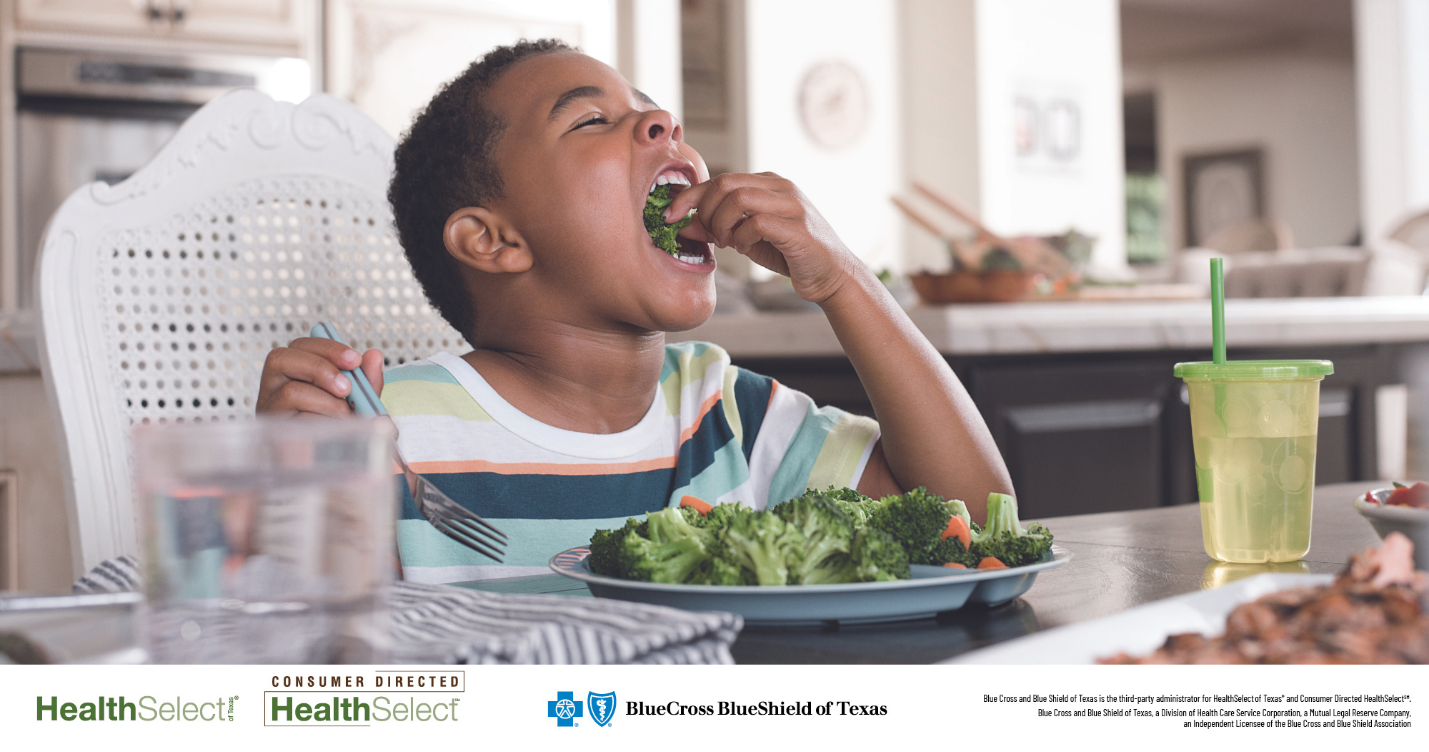 HealthSelect of Texas®
CONSUMER DIRECTED
HealthSelect℠
BlueCross BlueShield of Texas
Blue Cross and Blue Shield of Texas is the third-party administrator for HealthSelect of Texas® and Consumer Directed HealthSelect℠.
Blue Cross and Blue Shield of Texas, a Division of Health Care Service Corporation, a Mutual Legal Reserve Company,
an Independent Licensee of the Blue Cross and Blue Shield Association